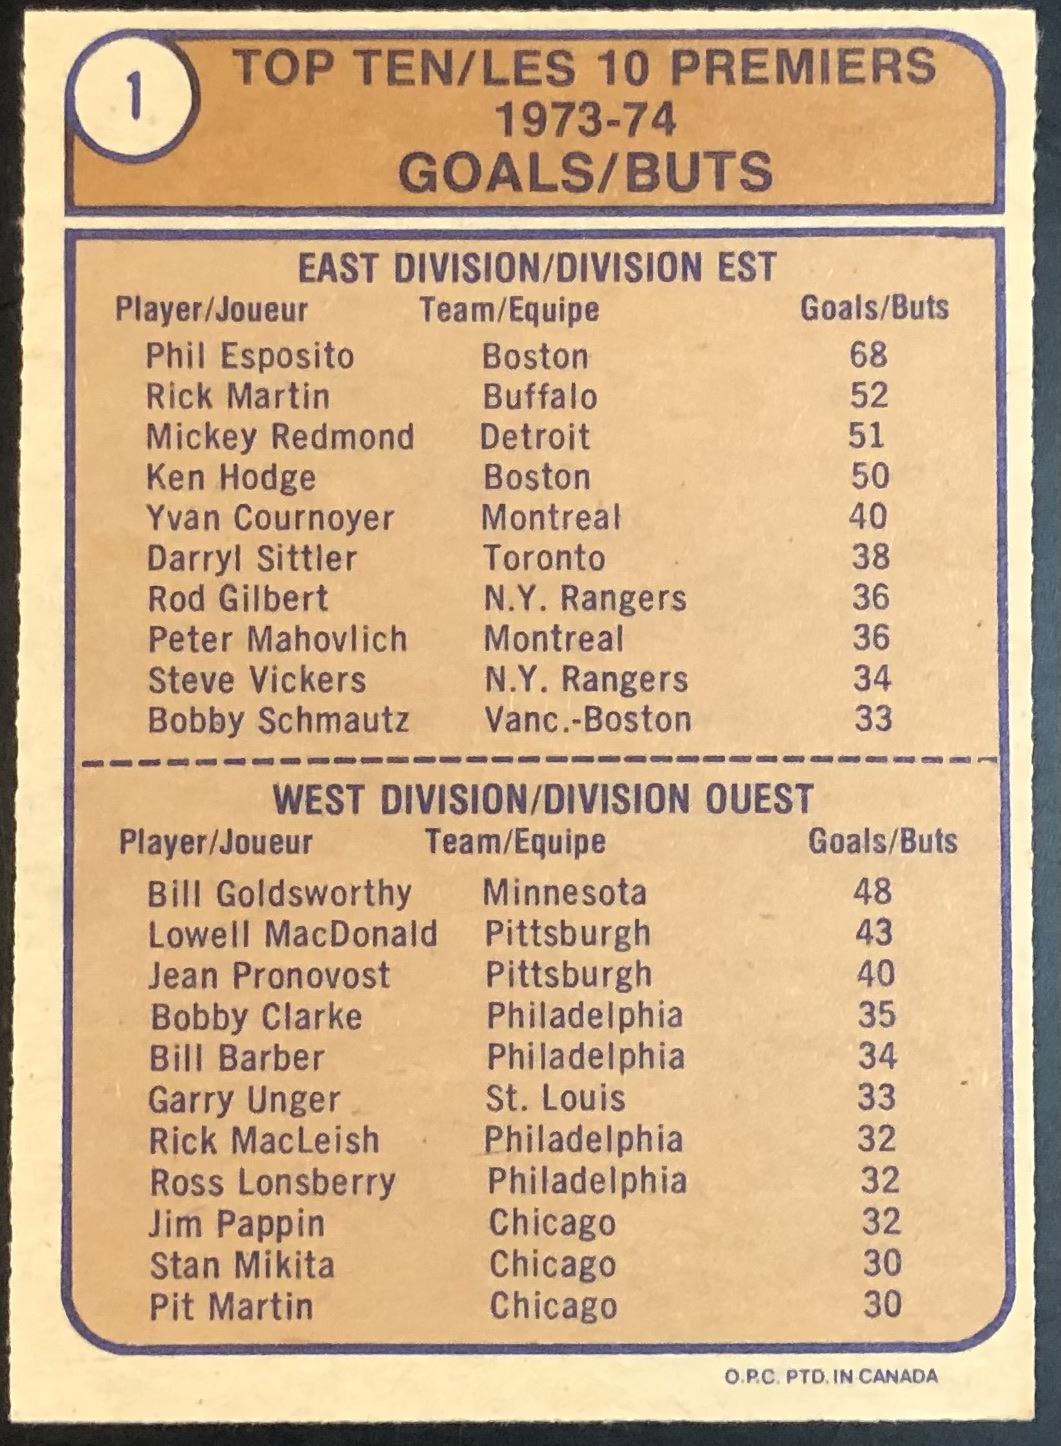 1
TOP TEN/LES 10 PREMIERS
1973-74
GOALS/BUTS
EAST DIVISION/DIVISION EST
Player/Joueur Team/Equipe Goals/Buts
Phil Esposito Boston 68
Rick Martin Buffalo 52
Mickey Redmond Detroit 51
Ken Hodge Boston 50
Yvan Cournoyer Montreal 40
Darryl Sittler Toronto 38
Rod Gilbert N.Y. Rangers 36
Peter Mahovlich Montreal 36
Steve Vickers N.Y. Rangers 34
Bobby Schmautz Vanc.-Boston 33
WEST DIVISION/DIVISION OUEST
Player/Joueur Team/Equipe Goals/Buts
Bill Goldsworthy Minnesota 48
Lowell MacDonald Pittsburgh 43
Jean Pronovost Pittsburgh 40
Bobby Clarke Philadelphia 35
Bill Barber Philadelphia 34
Garry Unger St. Louis 33
Rick MacLeish Philadelphia 32
Ross Lonsberry Philadelphia 32
Jim Pappin Chicago 32
Stan Mikita Chicago 30
Pit Martin Chicago 30
O.P.C. PTD. IN CANADA